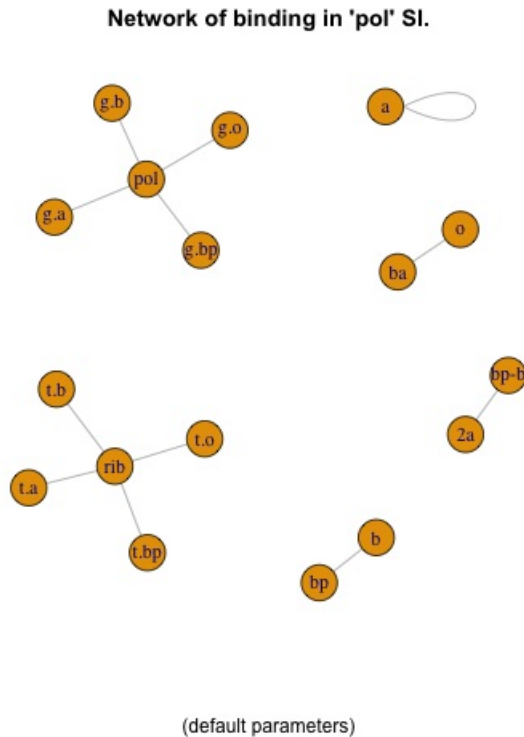 Network of binding in 'pol' SI.
g.b
a
g.o
pol
g.a
o
g.bp
ba
bp-b
t.b
2a
t.o
rib
t.a
b
t.bp
bp
(default parameters)